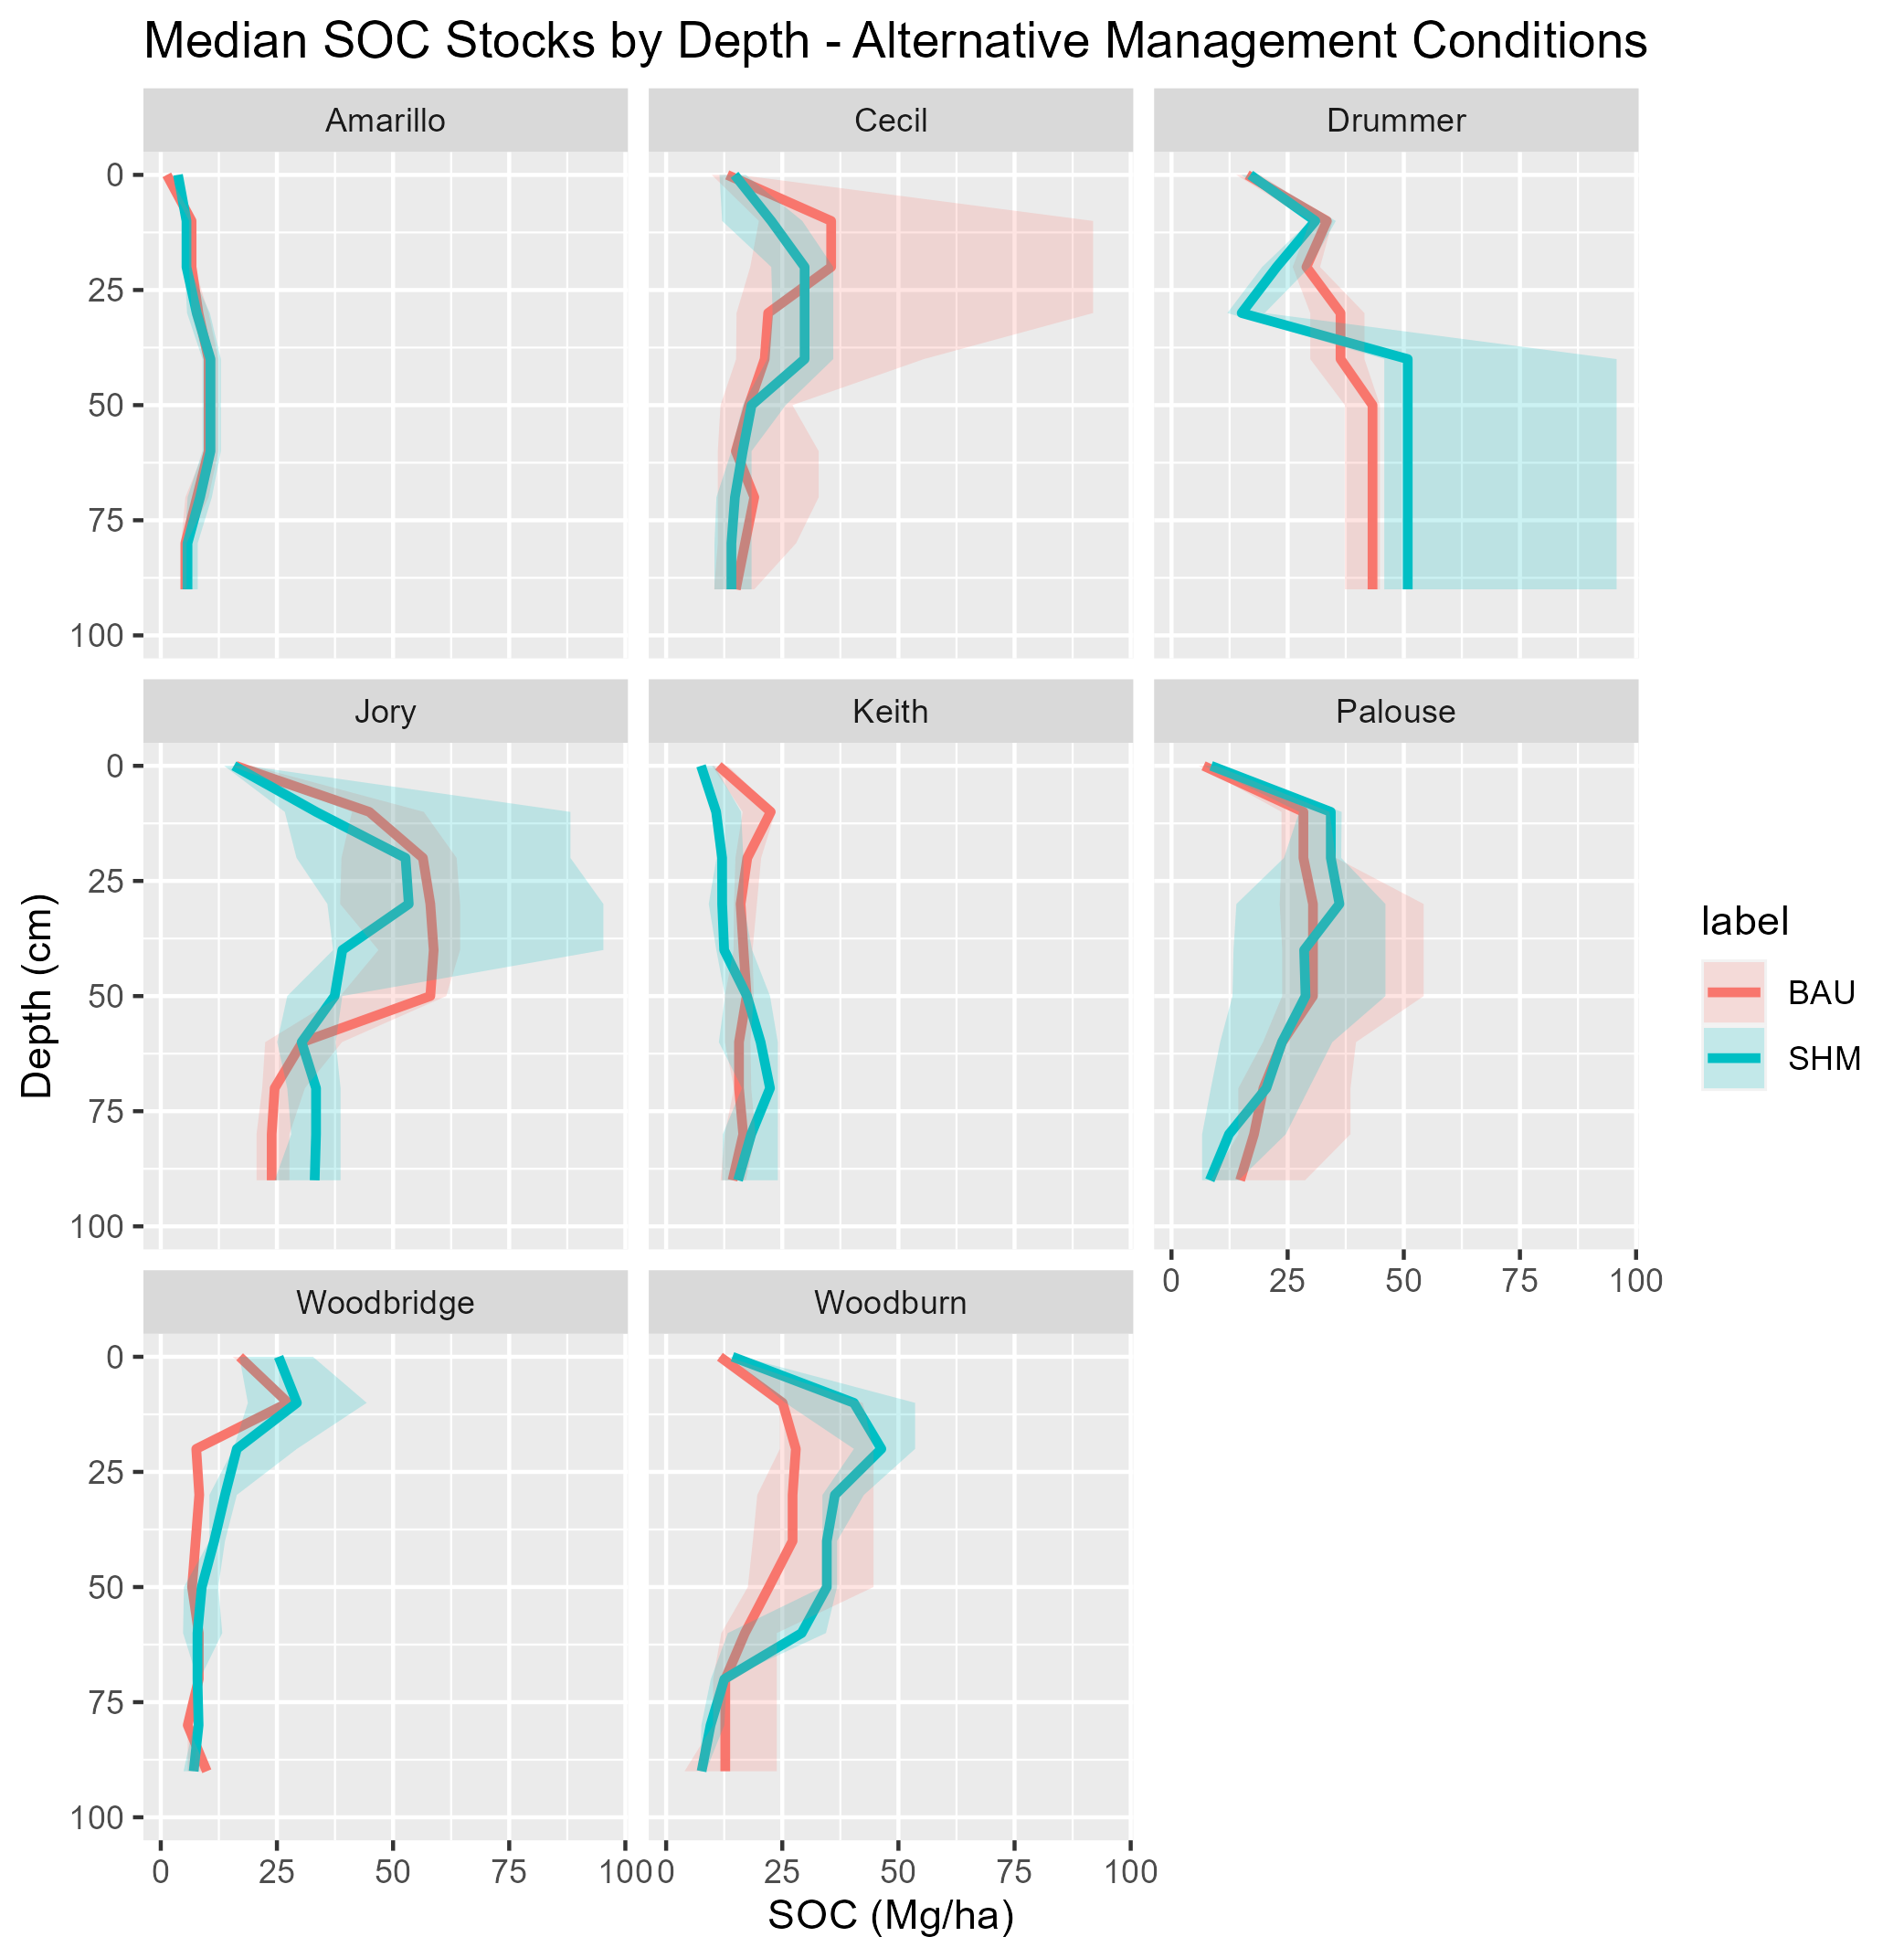 Median SOC Stocks by Depth - Alternative Management Conditions
Amarillo
Cecil
Drummer
0
25
50
75
100
Jory
Keith
Palouse
0
25
50
75
100
0
25
50
75
100
Woodbridge
Woodburn
0
25
50
75
100
0
25
50
75
100
0
25
50
75
100
SOC (Mg/ha)
Depth (cm)
label
BAU
SHM